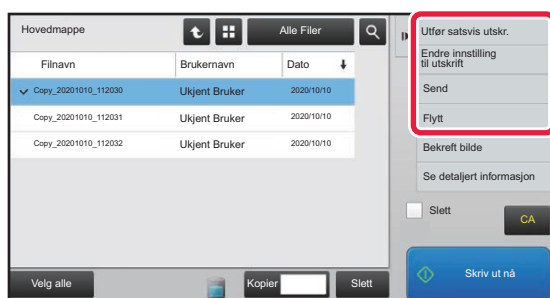 Hovedmappe
Alle Filer
Filnavn
Brukernavn
Dato
Copy_20201010_112030
Ukjent Bruker
2020/10/10
Copy_20201010_112031
Ukjent Bruker
2020/10/10
Copy_20201010_112032
Ukjent Bruker
2020/10/10
Velg alle
Kopier
Slett
Utfør satsvis utskr.
Endre innstilling
til utskrift
Send
Flytt
Bekreft bilde
Se detaljert informasjon
Slett
CA
Skriv ut nå